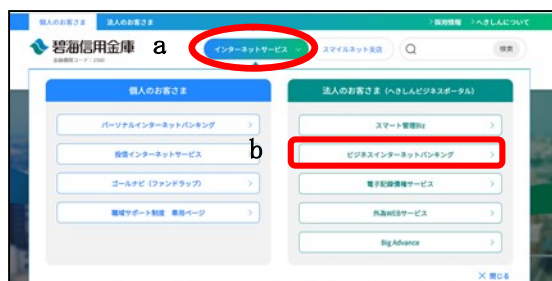 個人のお客さま 法人のお客さま >採用情報 >へきしんについて
碧海信用金庫 a インターネットサービス スマイルネット支店 検索
金融機関コード：1560
個人のお客さま 法人のお客さま（へきしんビジネスポータル）
パーソナルインターネットバンキング > スマート管理Biz >
投信インターネットサービス > b ビジネスインターネットバンキング >
ゴールナビ（ファンドラップ） > 電子記録債権サービス >
職域サポート制度 専用ページ > 外為WEBサービス >
Big Advance >
× 閉じる